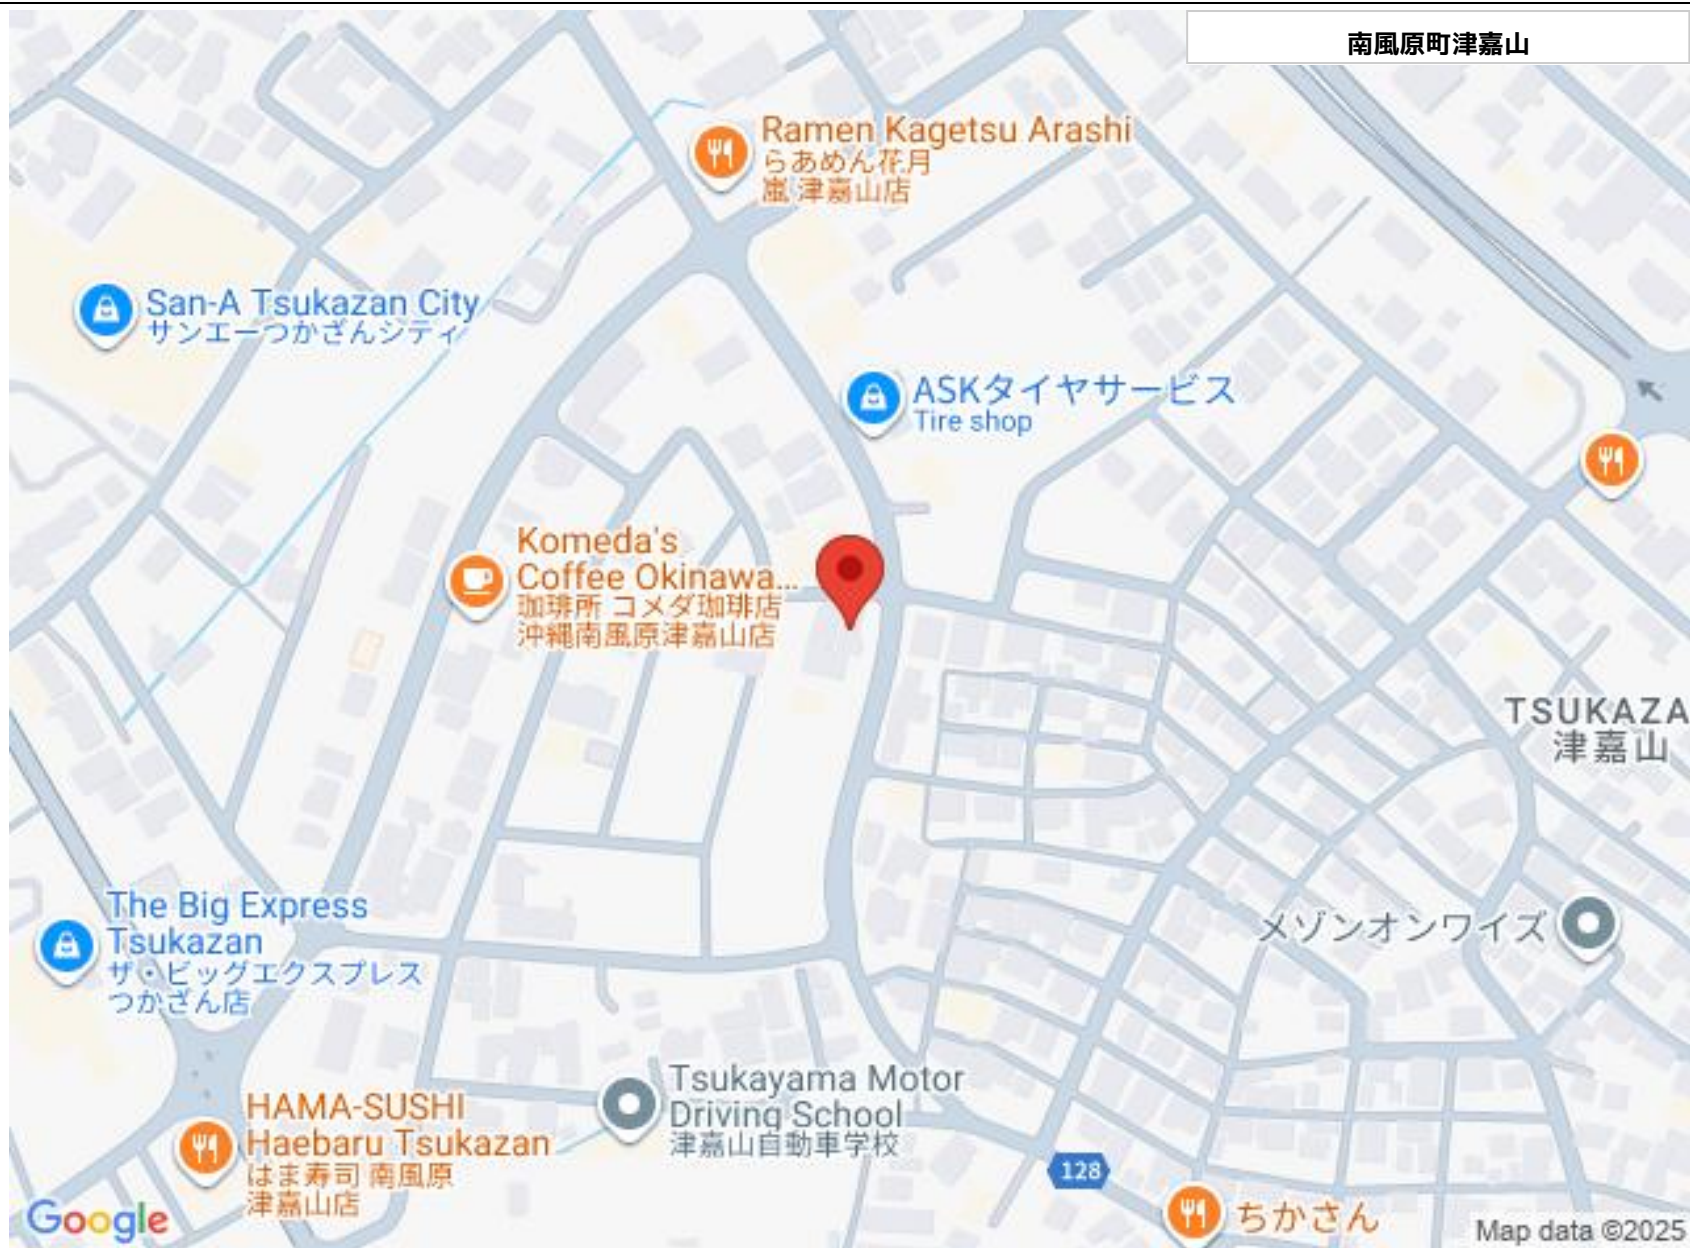 南風原町津嘉山
Ramen Kagetsu Arashi
らあめん花月
嵐 津嘉山店
San-A Tsukazan City
サンエーつかざんシティ
ASKタイヤサービス
Tire shop
Komeda's
Coffee Okinawa...
珈琲所 コメダ珈琲店
沖縄南風原津嘉山店
TSUKAZA
津嘉山
The Big Express
Tsukazan
ザ・ビッグエクスプレス
つかざん店
メゾンオンワイズ
Tsukayama Motor
Driving School
津嘉山自動車学校
HAMA-SUSHI
Haebaru Tsukazan
はま寿司 南風原
津嘉山店
128
ちかさん
Google
Map data ©2025